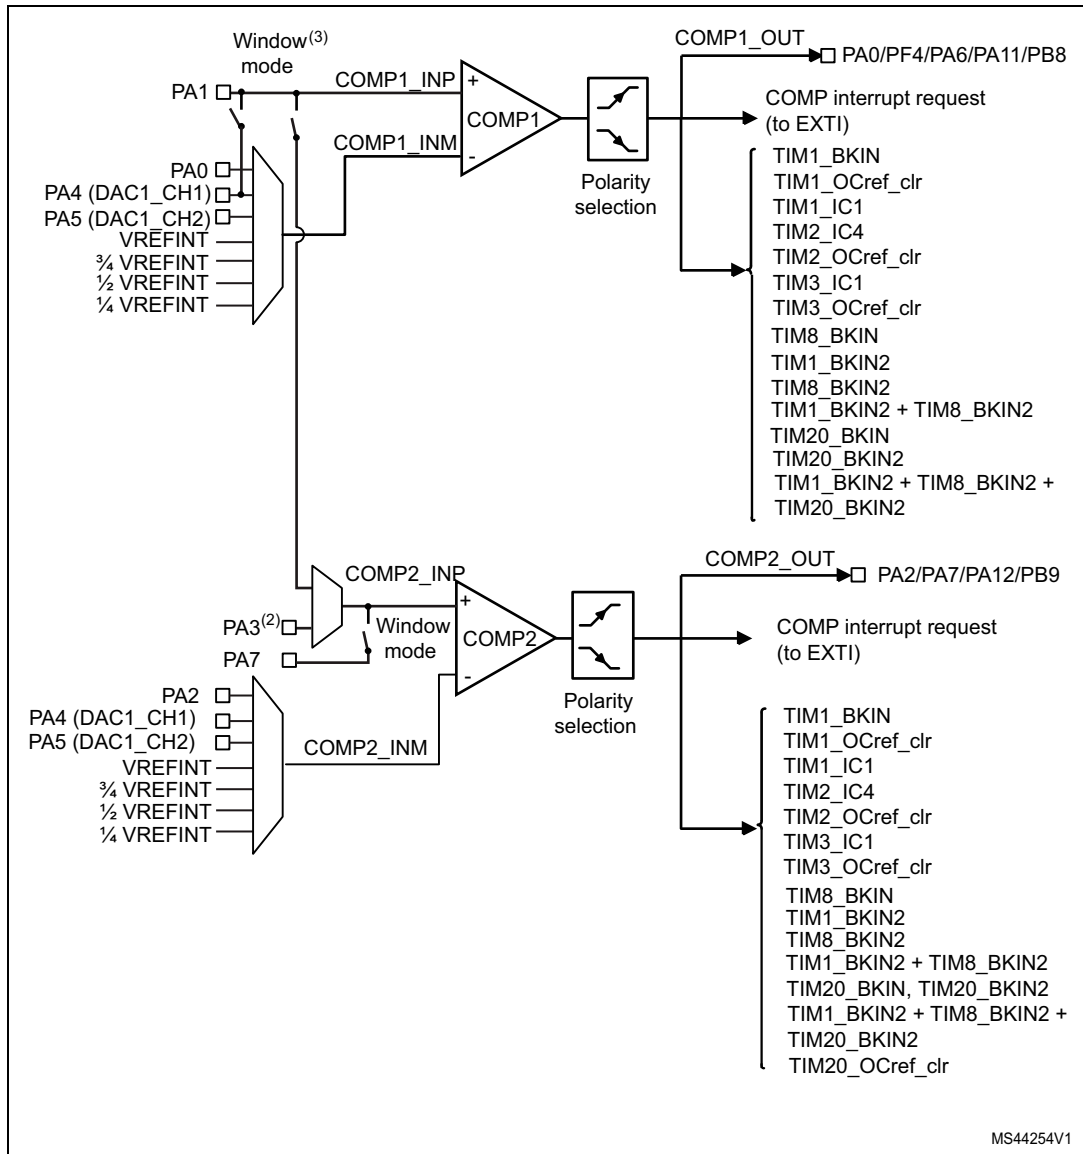 Window(3)
mode
COMP1_OUT
PA0/PF4/PA6/PA11/PB8
PA1
COMP1_INP
+
COMP1
COMP1_INM
-
COMP interrupt request
(to EXTI)
PA0
PA4 (DAC1_CH1)
PA5 (DAC1_CH2)
VREFINT
¾ VREFINT
½ VREFINT
¼ VREFINT
Polarity
selection
TIM1_BKIN
TIM1_OCref_clr
TIM1_IC1
TIM2_IC4
TIM2_OCref_clr
TIM3_IC1
TIM3_OCref_clr
TIM8_BKIN
TIM1_BKIN2
TIM8_BKIN2
TIM1_BKIN2 + TIM8_BKIN2
TIM20_BKIN
TIM20_BKIN2
TIM1_BKIN2 + TIM8_BKIN2 +
TIM20_BKIN2
COMP2_OUT
PA2/PA7/PA12/PB9
COMP2_INP
+
PA3(2)
Window
mode
COMP2
PA7
-
COMP interrupt request
(to EXTI)
PA2
PA4 (DAC1_CH1)
PA5 (DAC1_CH2)
COMP2_INM
VREFINT
¾ VREFINT
½ VREFINT
¼ VREFINT
Polarity
selection
TIM1_BKIN
TIM1_OCref_clr
TIM1_IC1
TIM2_IC4
TIM2_OCref_clr
TIM3_IC1
TIM3_OCref_clr
TIM8_BKIN
TIM1_BKIN2
TIM8_BKIN2
TIM1_BKIN2 + TIM8_BKIN2
TIM20_BKIN, TIM20_BKIN2
TIM1_BKIN2 + TIM8_BKIN2 +
TIM20_BKIN2
TIM20_OCref_clr
MS44254V1